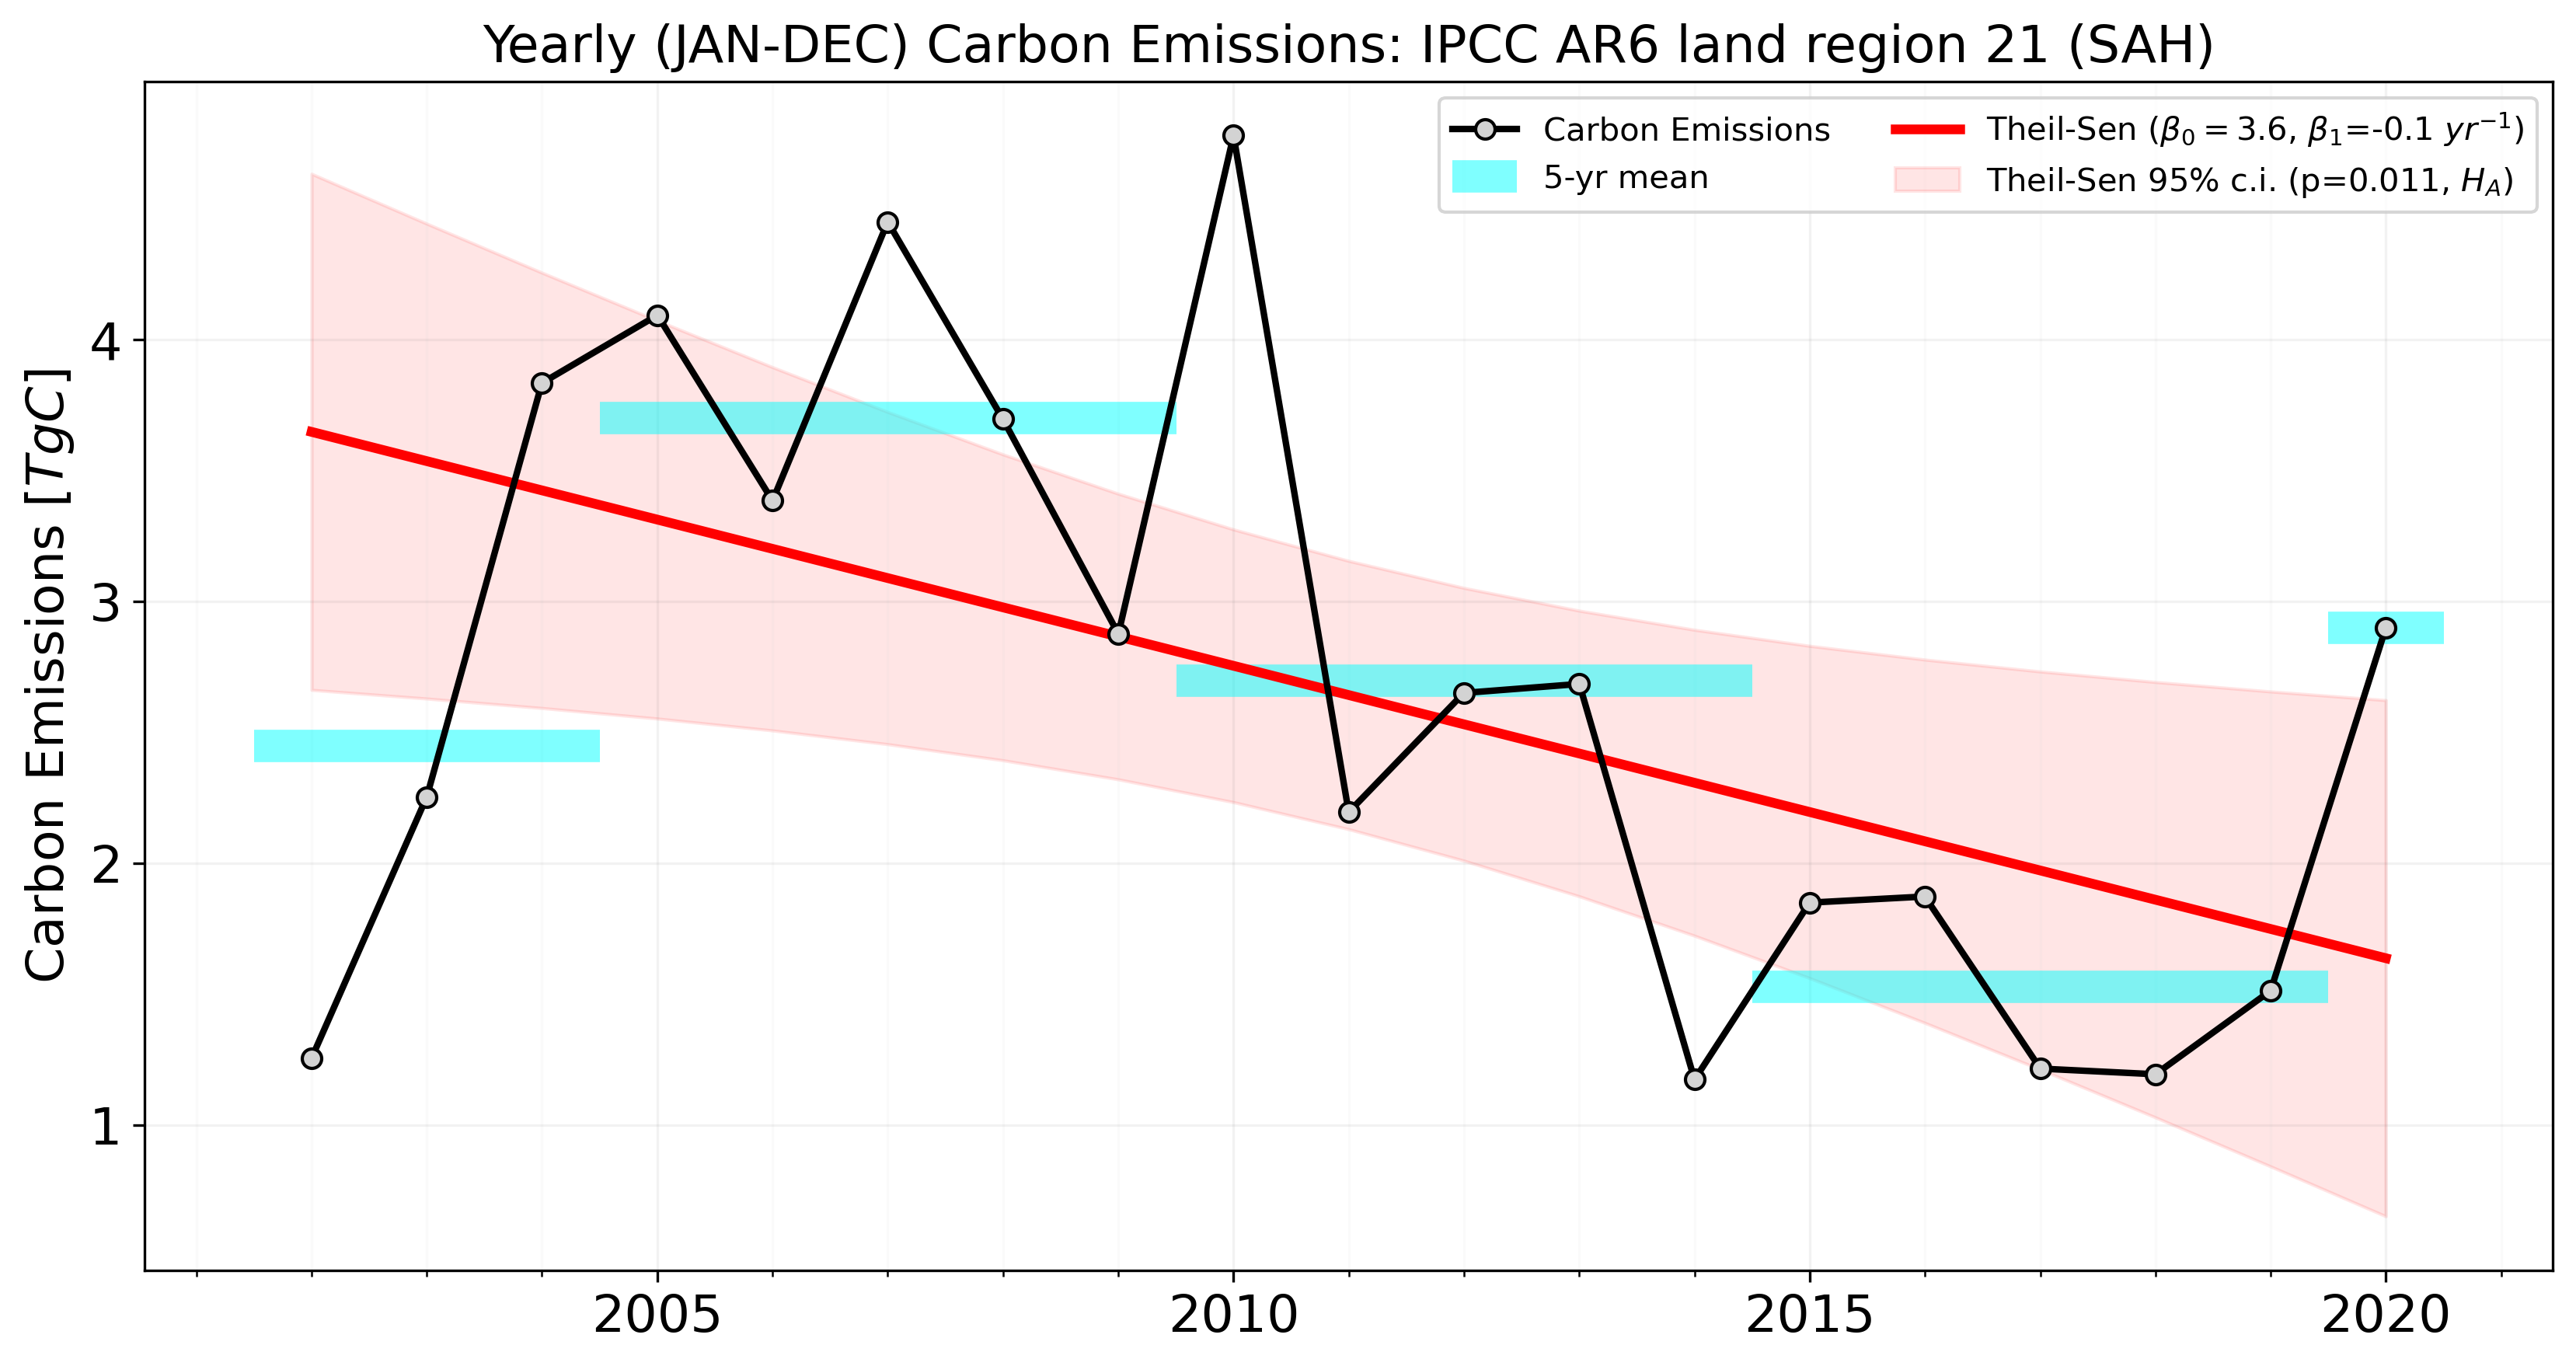 Yearly (JAN-DEC) Carbon Emissions: IPCC AR6 land region 21 (SAH)
Carbon Emissions
5-yr mean
Theil-Sen (β₀ = 3.6, β₁=-0.1 yr⁻¹)
Theil-Sen 95% c.i. (p=0.011, H_A)
Carbon Emissions [TgC]
4
3
2
1
2005 2010 2015 2020